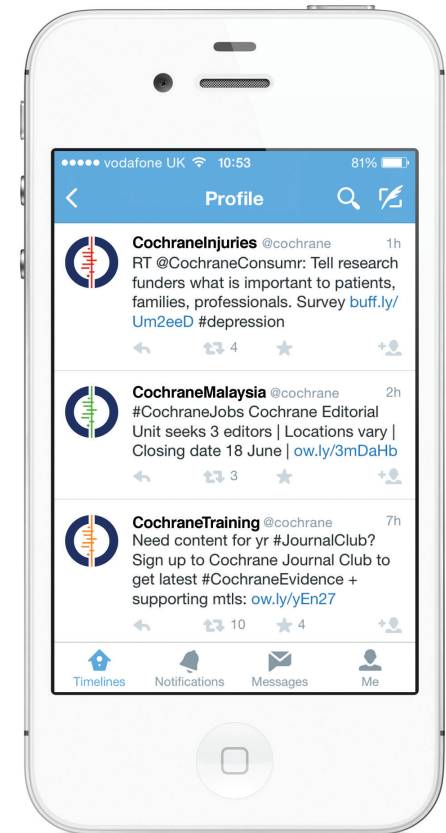 vodafone UK 10:53 81%
Profile
CochraneInjuries @cochrane 1h
RT @CochraneConsumr: Tell research
funders what is important to patients,
families, professionals. Survey buff.ly/
Um2eeD #depression
4
CochraneMalaysia @cochrane 2h
#CochraneJobs Cochrane Editorial
Unit seeks 3 editors | Locations vary |
Closing date 18 June | ow.ly/3mDaHb
3
CochraneTraining @cochrane 7h
Need content for yr #JournalClub?
Sign up to Cochrane Journal Club to
get latest #CochraneEvidence +
supporting mtls: ow.ly/yEn27
10 4
Timelines Notifications Messages Me